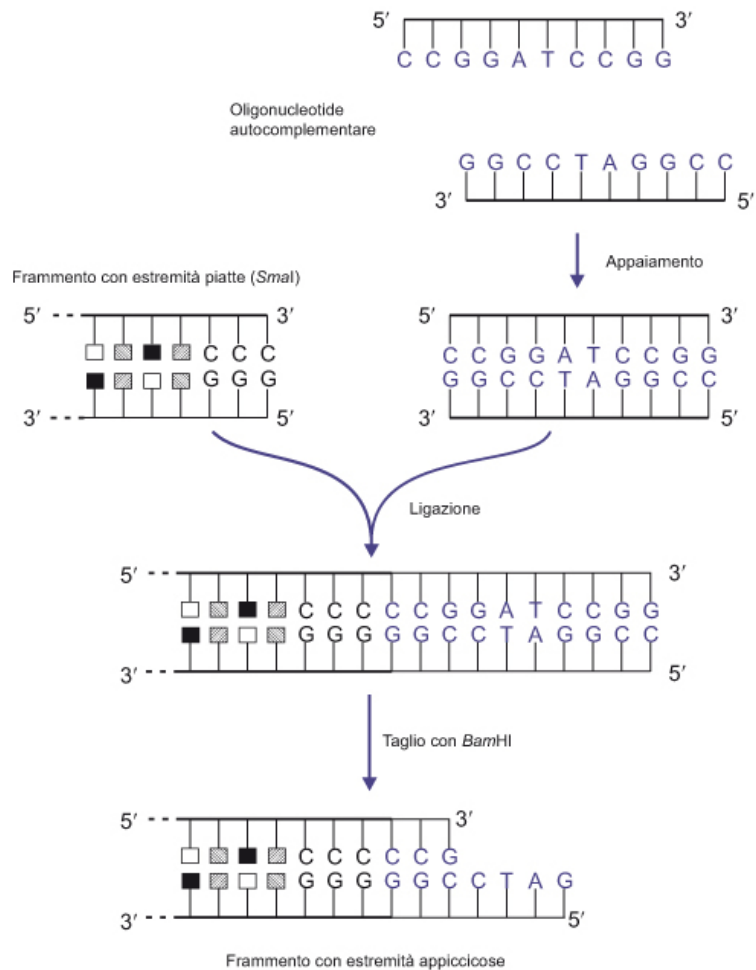 5′ 3′
C C G G A T C C G G
Oligonucleotide
autocomplementare
G G C C T A G G C C
3′ 5′
Appaiamento
Frammento con estremità piatte (SmaI)
5′ 3′
C C C
G G G
3′ 5′
5′ 3′
C C G G A T C C G G
G G C C T A G G C C
3′ 5′
Ligazione
5′ 3′
C C C C C G G A T C C G G
G G G G G C C T A G G C C
3′ 5′
Taglio con BamHI
5′ 3′
C C C C C G
G G G G G C C T A G
3′ 5′
Frammento con estremità appiccicose